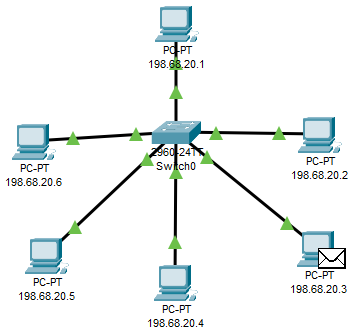 PC-PT
198.68.20.1
2960-24TT
Switch0
PC-PT
198.68.20.6
PC-PT
198.68.20.2
PC-PT
198.68.20.5
PC-PT
198.68.20.3
PC-PT
198.68.20.4